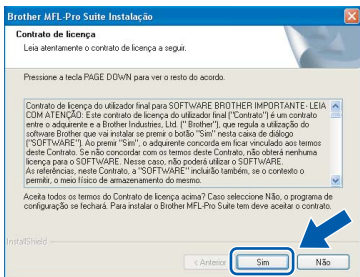 Brother MFL-Pro Suite Instalação
Contrato de licença
Leia atentamente o contrato de licença a seguir.
Pressione a tecla PAGE DOWN para ver o resto do acordo.
Contrato de licença do utilizador final para SOFTWARE BROTHER IMPORTANTE- LEIA
COM ATENÇÃO: Este contrato de licença do utilizador final ("Contrato") é um contrato
entre o adquirente e a Brother Industries, Ltd. (" Brother"), que regula a utilização do
software Brother que vai instalar se premir o botão "Sim" nesta caixa de diálogo
("SOFTWARE"). Ao premir "Sim", o adquirente concorda em ficar vinculado aos termos
deste Contrato. Se não concordar com os termos deste Contrato, não obterá nenhuma
licença para o SOFTWARE. Nesse caso, não poderá utilizar o SOFTWARE.
As referências, neste Contrato, a "SOFTWARE" incluirão também, se o contexto o
permitir, o meio físico de armazenamento do mesmo.
Aceita todos os termos do Contrato de licença acima? Caso seleccione Não, o programa de
configuração se fechará. Para instalar o Brother MFL-Pro Suite tem deve aceitar o contrato.
InstallShield
< Anterior
Sim
Não